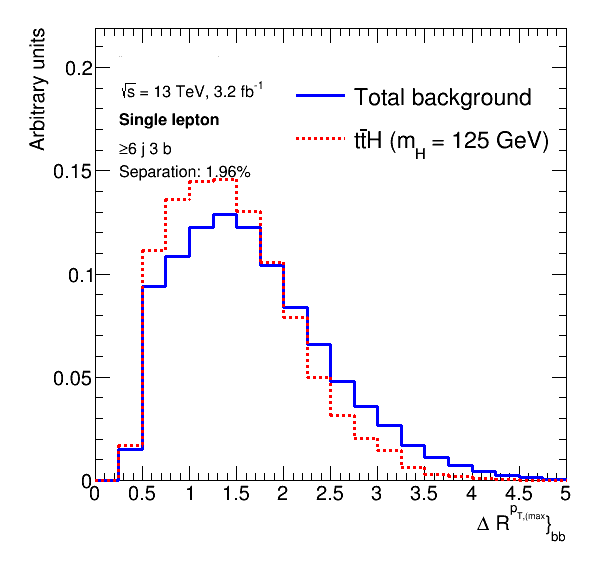 Arbitrary units
0.2
0.15
0.1
0.05
0
√s = 13 TeV, 3.2 fb⁻¹
Single lepton
≥6 j 3 b
Separation: 1.96%
Total background
tt̄H (m_H = 125 GeV)
0 0.5 1 1.5 2 2.5 3 3.5 4 4.5 5
Δ R^{p_{T,(max}}}_{bb}